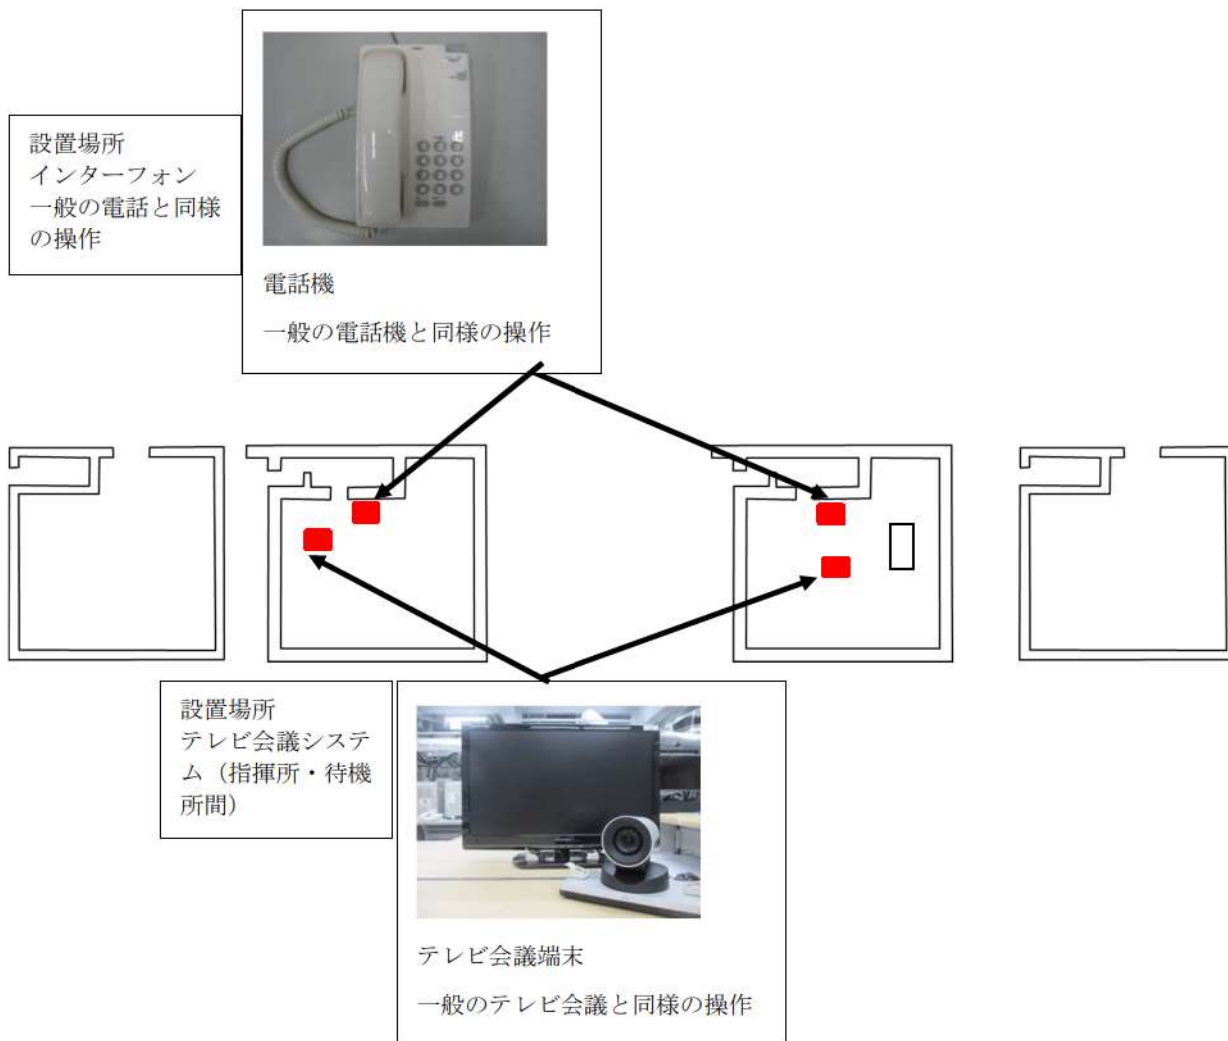 設置場所
インターフォン
一般の電話と同様
の操作
電話機
一般の電話機と同様の操作
設置場所
テレビ会議システ
ム（指揮所・待機
所間）
テレビ会議端末
一般のテレビ会議と同様の操作